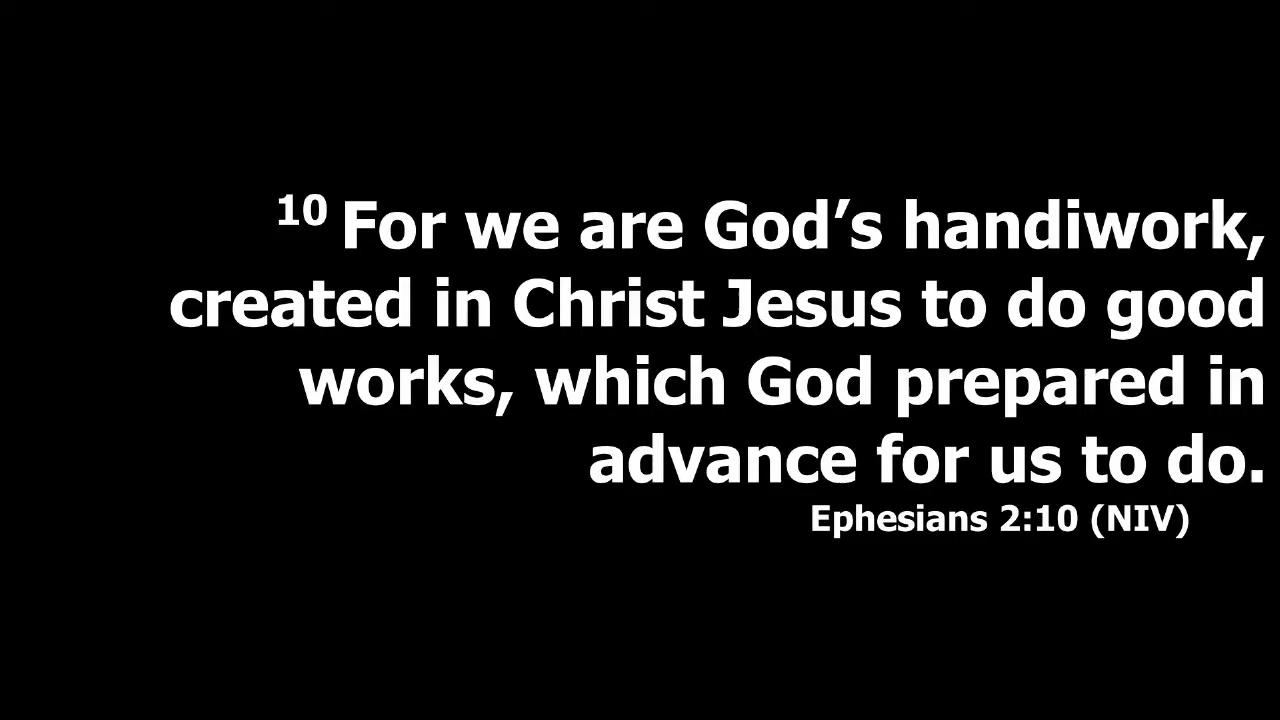 10 For we are God’s handiwork,
created in Christ Jesus to do good
works, which God prepared in
advance for us to do.
Ephesians 2:10 (NIV)